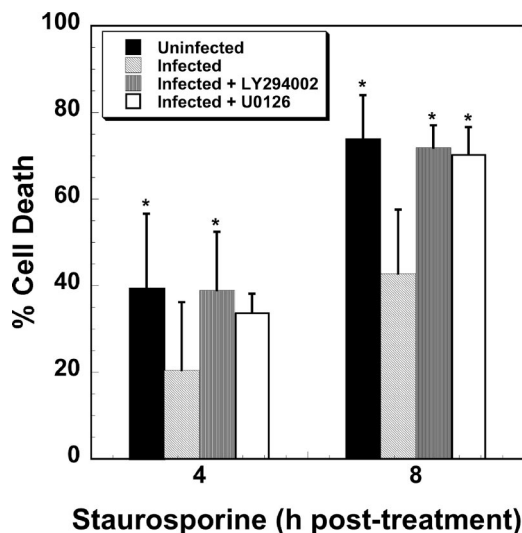 100
Uninfected
Infected
Infected + LY294002
Infected + U0126
*
80
* *
60
* *
40
20
0
4 8
% Cell Death
Staurosporine (h post-treatment)